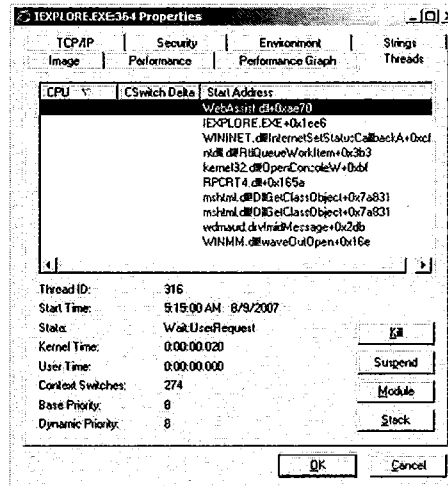 IEXPLORE.EXE:364 Properties
TCP/IP Security Environment Strings
Image Performance Performance Graph Threads
CPU CSwitch Delta Start Address
WebAssist.dll+0xae70
IEXPLORE.EXE+0x1ee6
WININET.dll!InternetSetStatusCallbackA+0xcf
ntdll.dll!RtlQueueWorkItem+0x3b3
kernel32.dll!OpenConsoleW+0xbf
RPCRT4.dll+0x165a
mshtml.dll!DllGetClassObject+0x7a831
mshtml.dll!DllGetClassObject+0x7a831
wdmaud.drv!midMessage+0x2db
WINMM.dll!waveOutOpen+0x16e
Thread ID: 316
Start Time: 5:15:00 AM 8/9/2007
State: Wait:UserRequest Kill
Kernel Time: 0:00:00.020
User Time: 0:00:00.000 Suspend
Context Switches: 274
Base Priority: 8 Module
Dynamic Priority: 8 Stack
OK Cancel